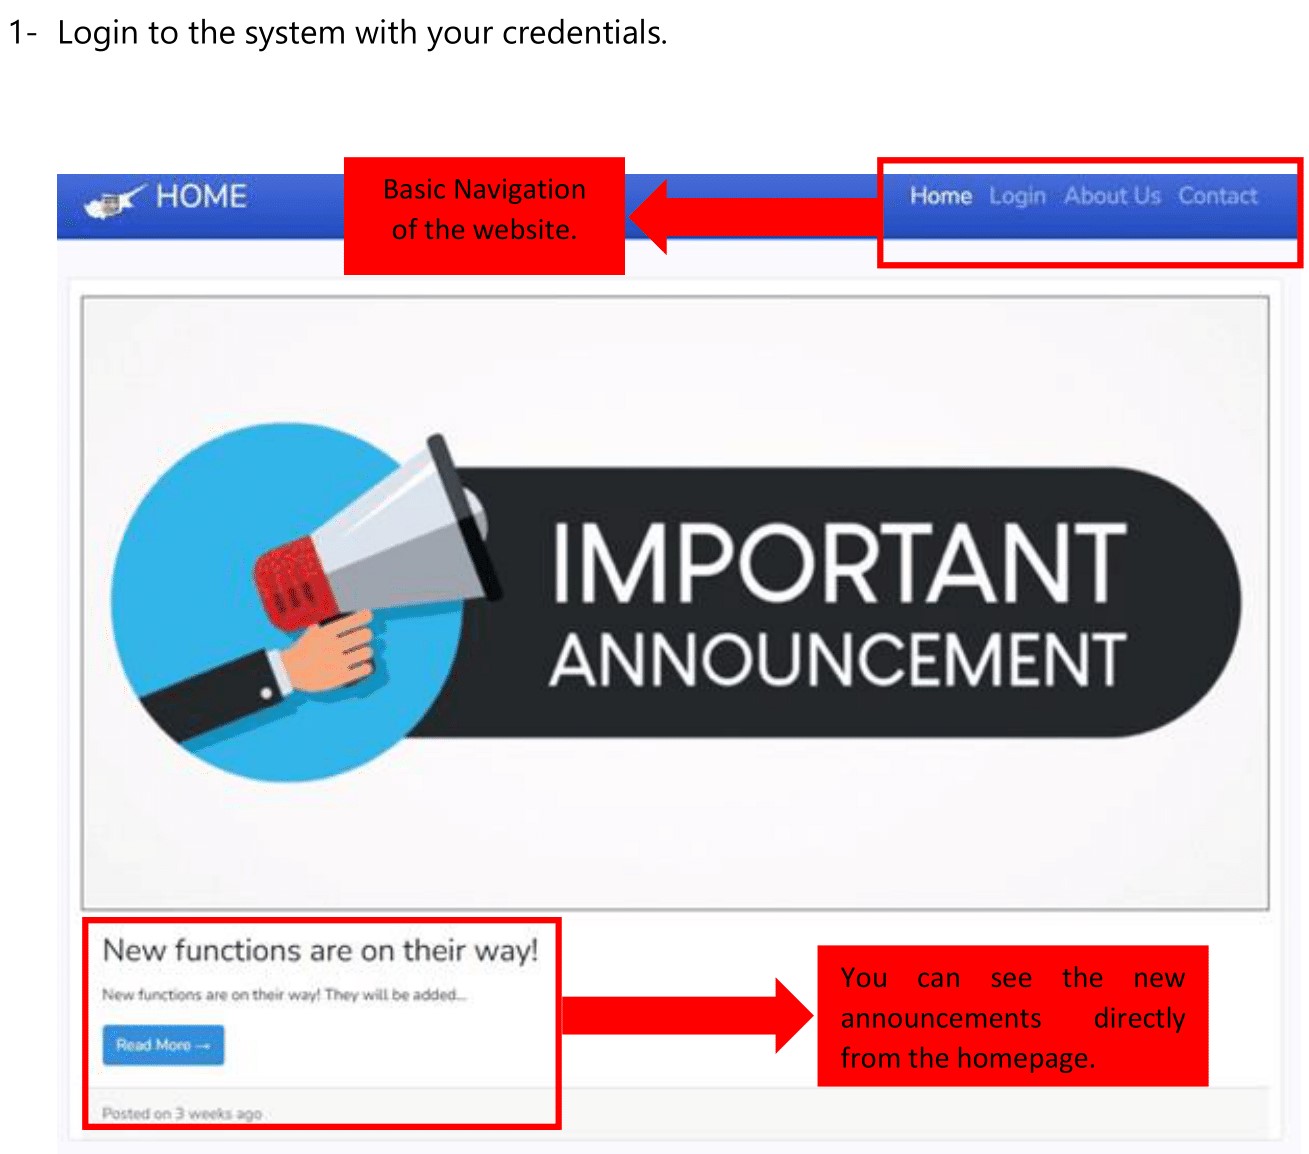 1- Login to the system with your credentials.
HOME
Basic Navigation
of the website.
Home Login About Us Contact
IMPORTANT
ANNOUNCEMENT
New functions are on their way!
New functions are on their way! They will be added...
Read More →
Posted on 3 weeks ago
You can see the new
announcements directly
from the homepage.